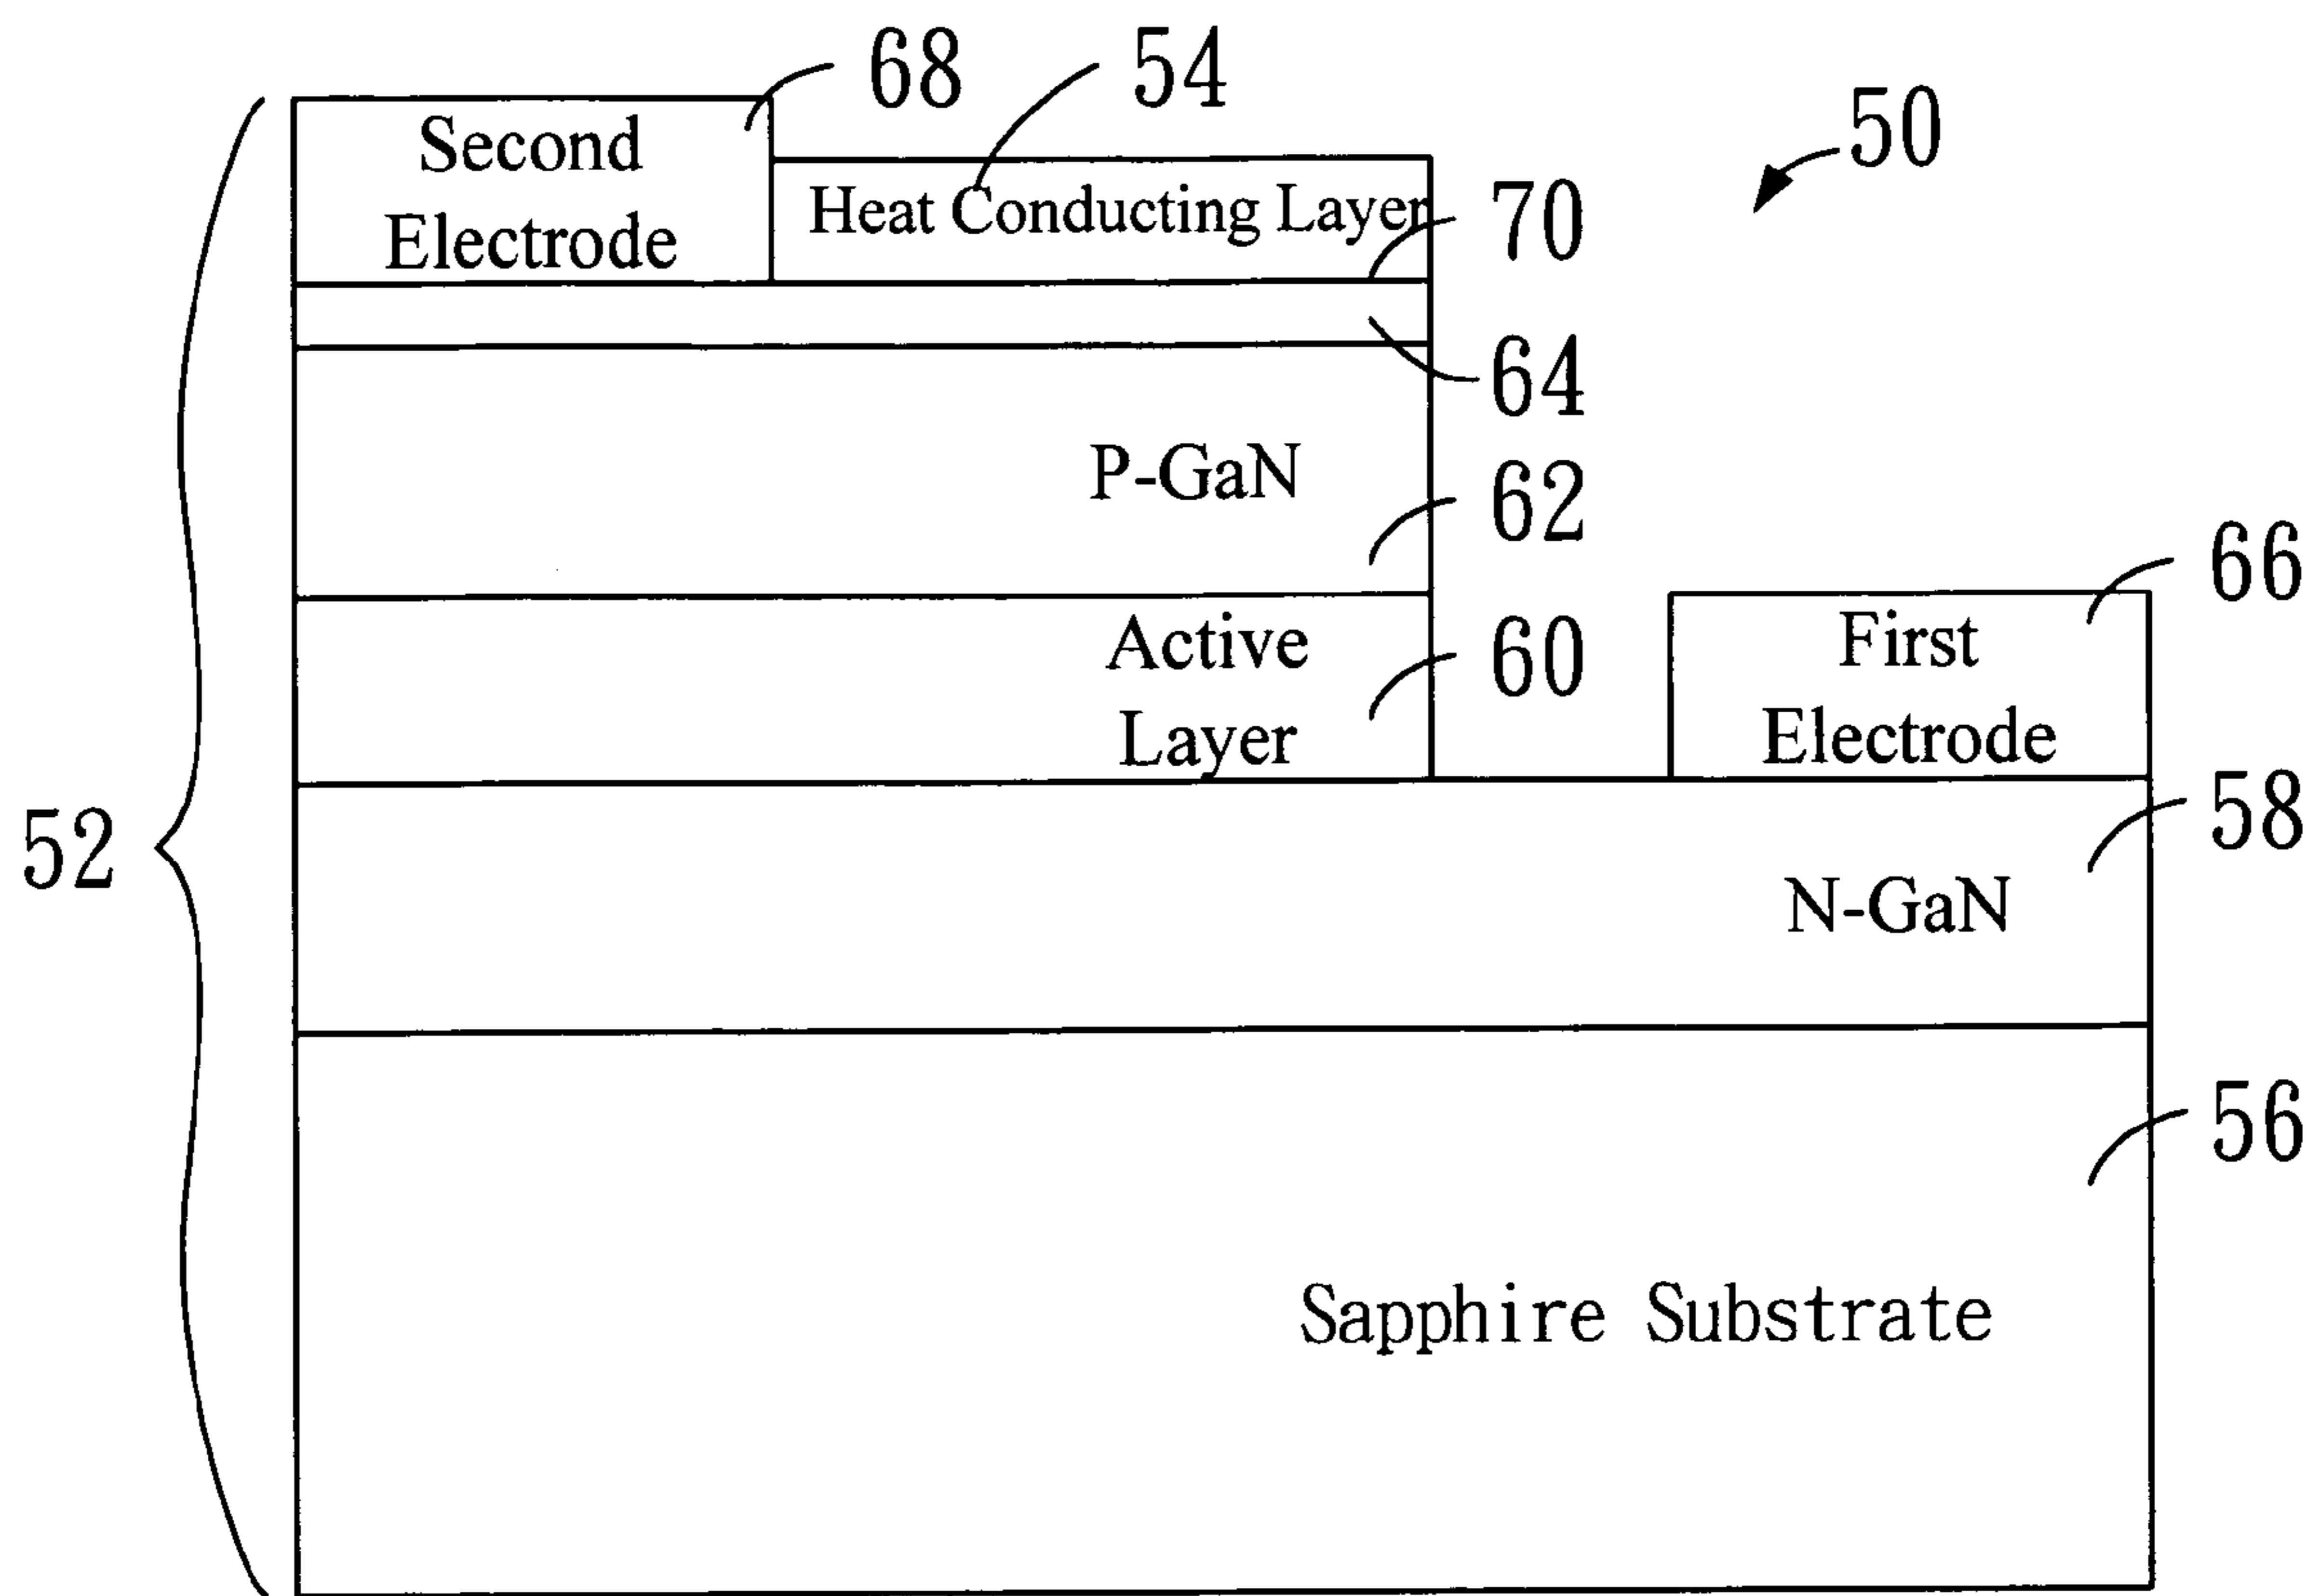 68
54
50
Second
Electrode
Heat Conducting Layer
70
64
P-GaN
62
66
Active
Layer
60
First
Electrode
52
58
N-GaN
56
Sapphire Substrate